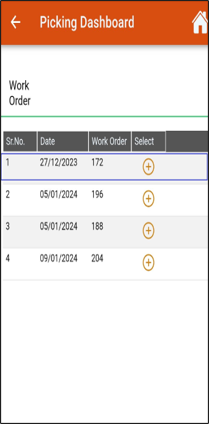 Picking Dashboard
Work
Order
Sr.No. Date Work Order Select
1 27/12/2023 172
2 05/01/2024 196
3 05/01/2024 188
4 09/01/2024 204